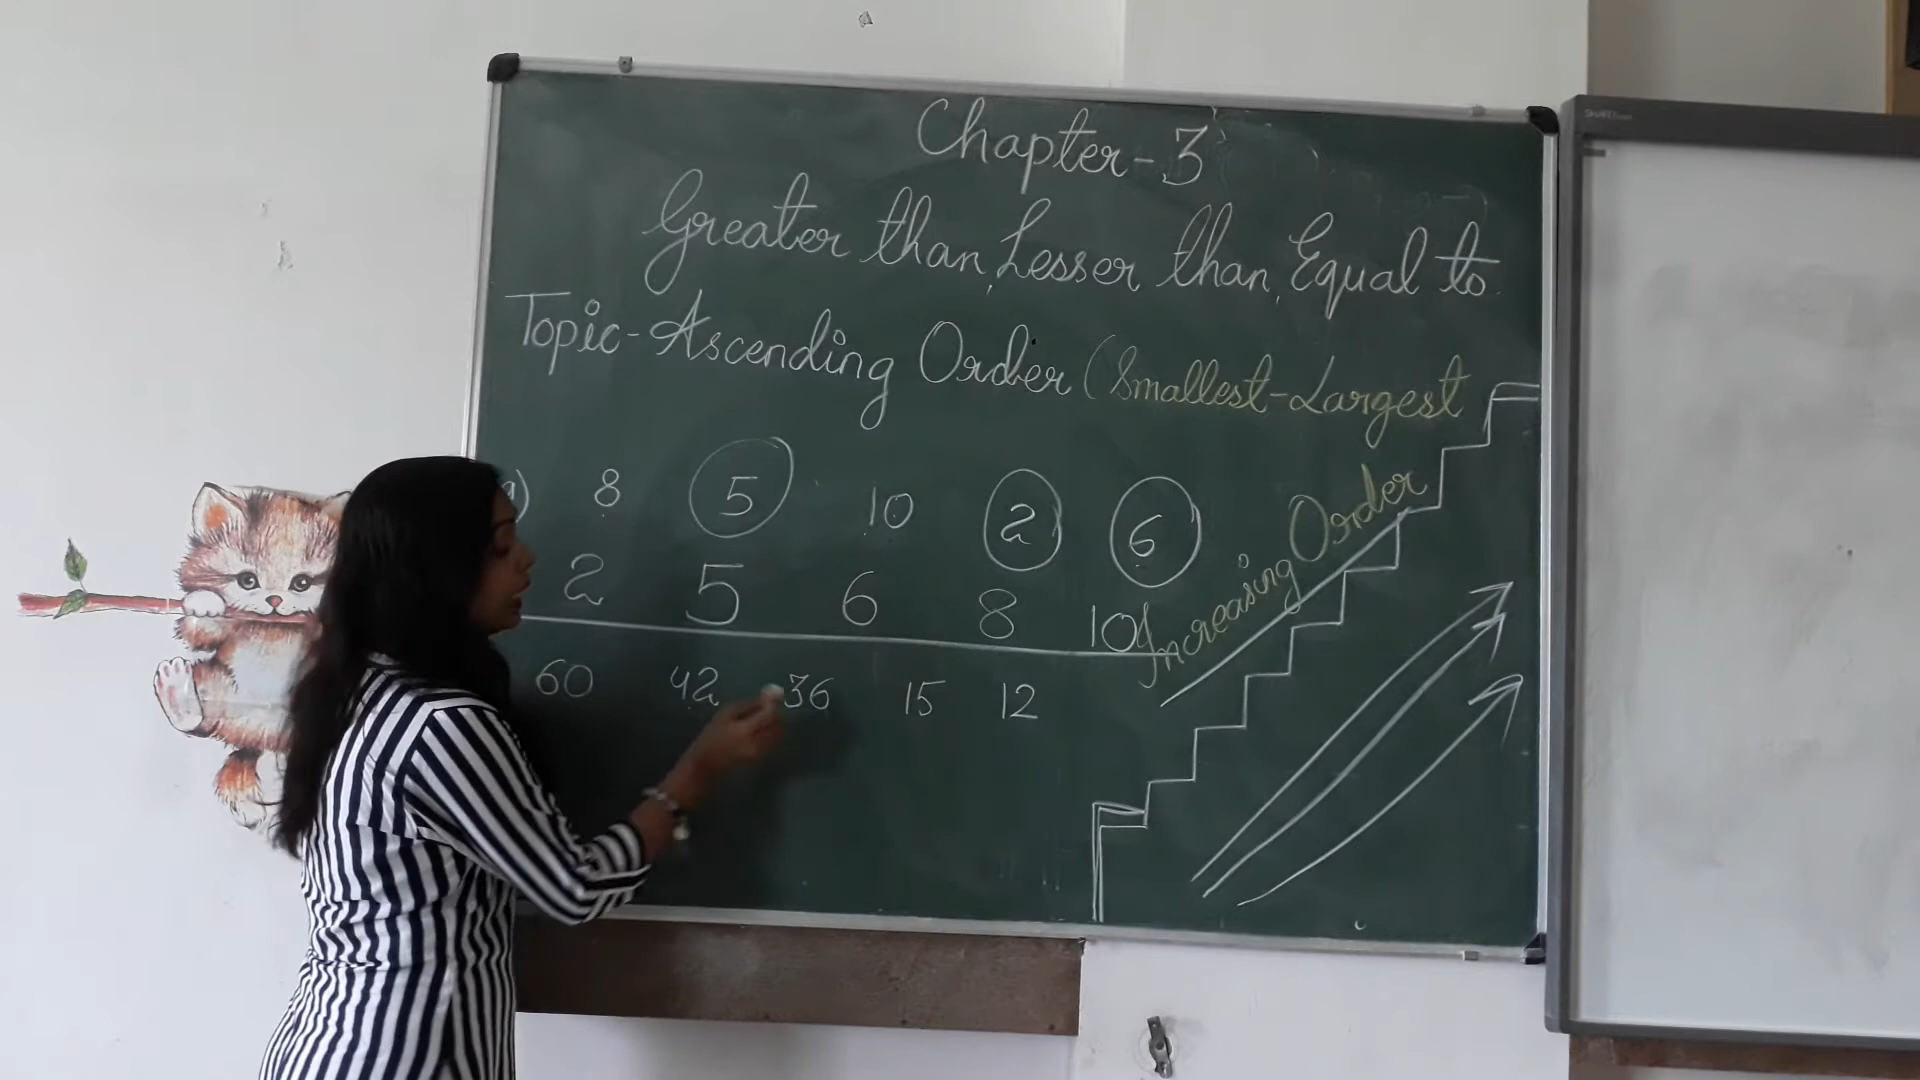 Chapter-3
Greater than, Lesser than, Equal to
Topic-Ascending Order (Smallest-Largest
8 5 10 2 6
2 5 6 8 10
Increasing Order
60 42 36 15 12